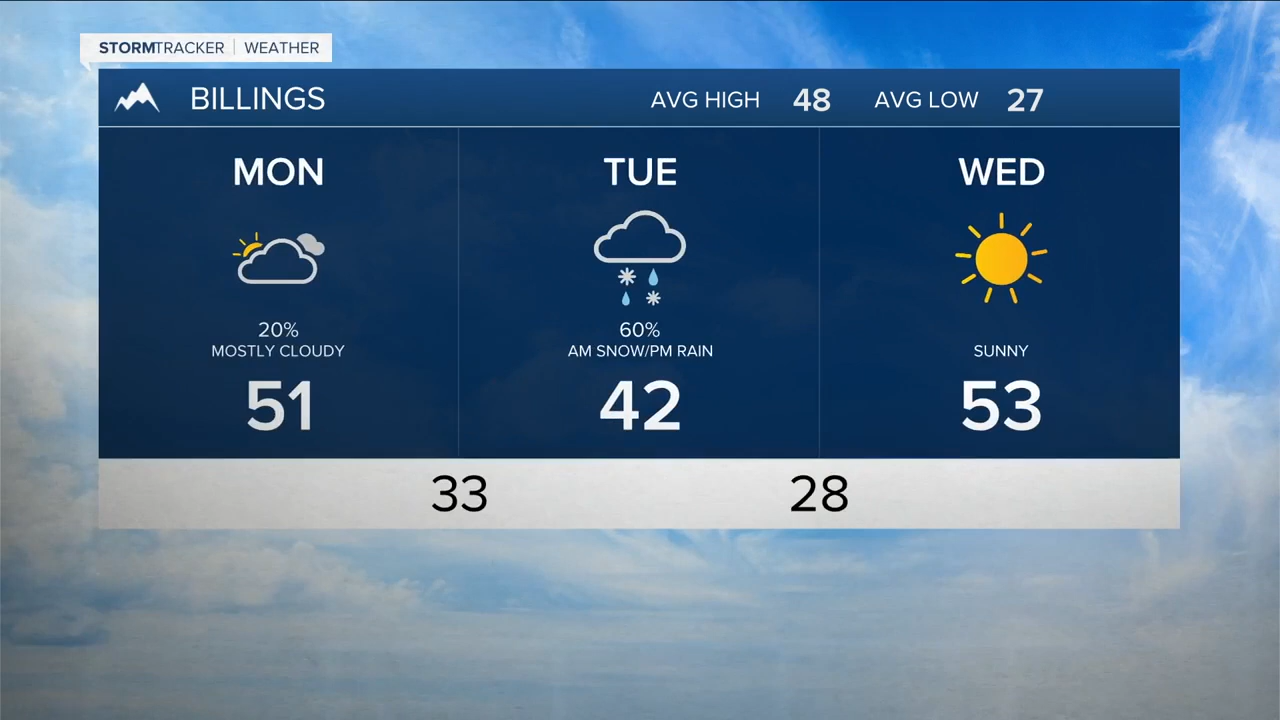 STORMTRACKER | WEATHER
BILLINGS AVG HIGH 48 AVG LOW 27
MON TUE WED
20% 60%
MOSTLY CLOUDY AM SNOW/PM RAIN SUNNY
51 42 53
33 28